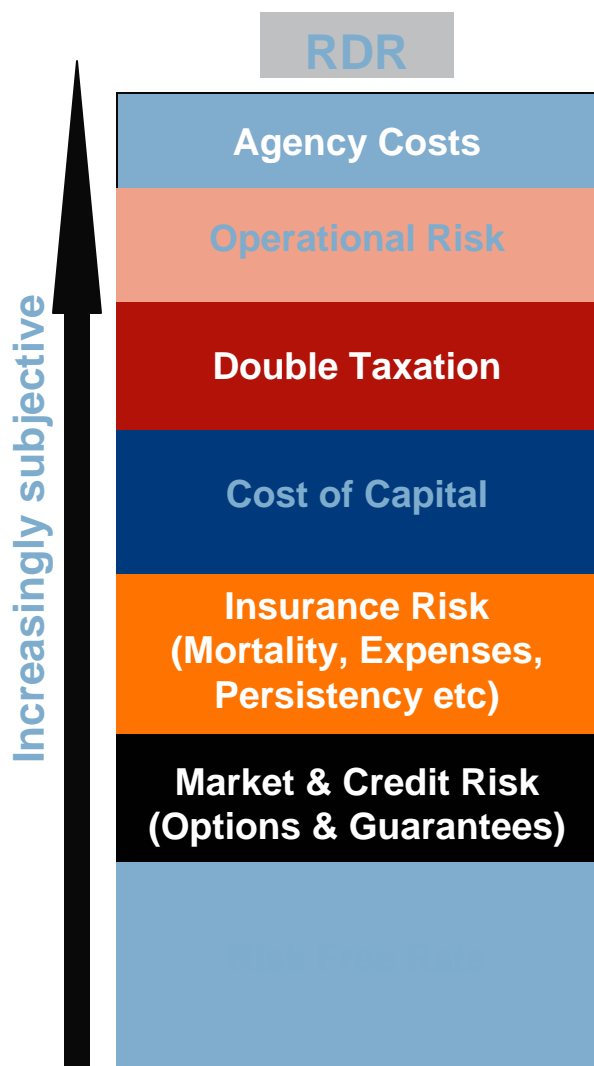 RDR
Agency Costs
Operational Risk
Double Taxation
Cost of Capital
Insurance Risk
(Mortality, Expenses,
Persistency etc)
Market & Credit Risk
(Options & Guarantees)
Increasingly subjective